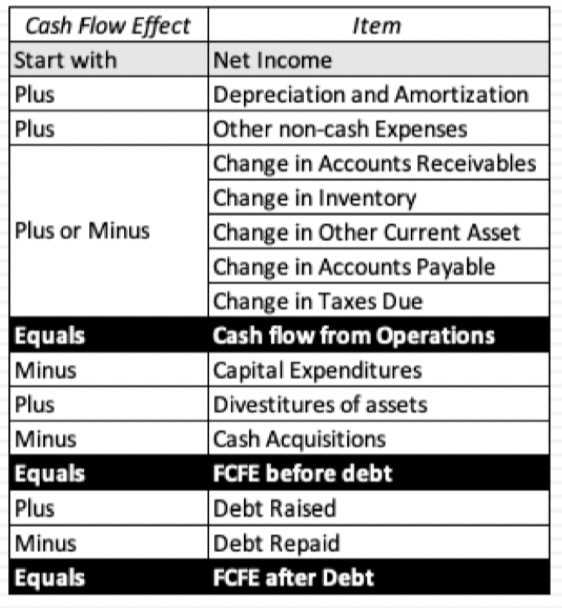 Cash Flow Effect Item
Start with Net Income
Plus Depreciation and Amortization
Plus Other non-cash Expenses
Plus or Minus
Change in Accounts Receivables
Change in Inventory
Change in Other Current Asset
Change in Accounts Payable
Change in Taxes Due
Equals Cash flow from Operations
Minus Capital Expenditures
Plus Divestitures of assets
Minus Cash Acquisitions
Equals FCFE before debt
Plus Debt Raised
Minus Debt Repaid
Equals FCFE after Debt